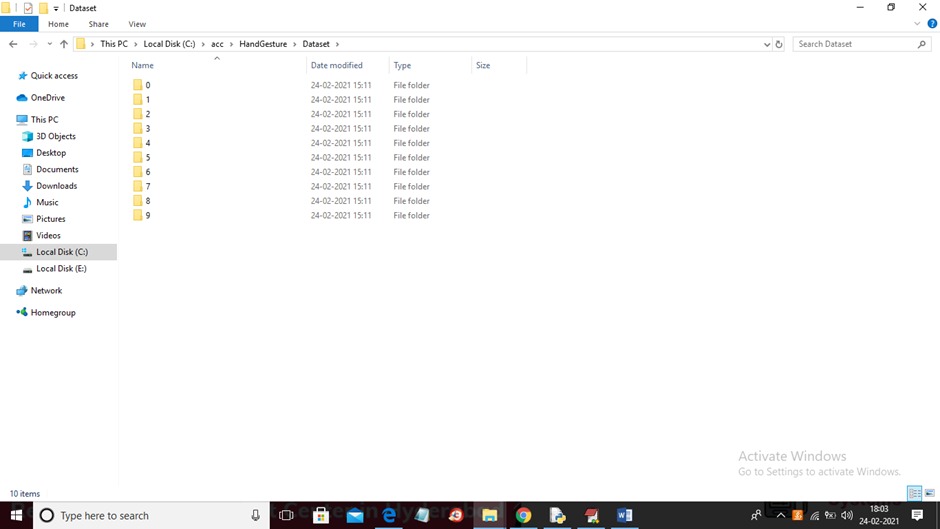 Dataset
File Home Share View
This PC Local Disk (C:) acc HandGesture Dataset Search Dataset
Name Date modified Type Size
Quick access
OneDrive
This PC
3D Objects
Desktop
Documents
Downloads
Music
Pictures
Videos
Local Disk (C:)
Local Disk (E:)
Network
Homegroup
0 24-02-2021 15:11 File folder
1 24-02-2021 15:11 File folder
2 24-02-2021 15:11 File folder
3 24-02-2021 15:11 File folder
4 24-02-2021 15:11 File folder
5 24-02-2021 15:11 File folder
6 24-02-2021 15:11 File folder
7 24-02-2021 15:11 File folder
8 24-02-2021 15:11 File folder
9 24-02-2021 15:11 File folder
Activate Windows
Go to Settings to activate Windows.
10 items
Type here to search
18:03
24-02-2021